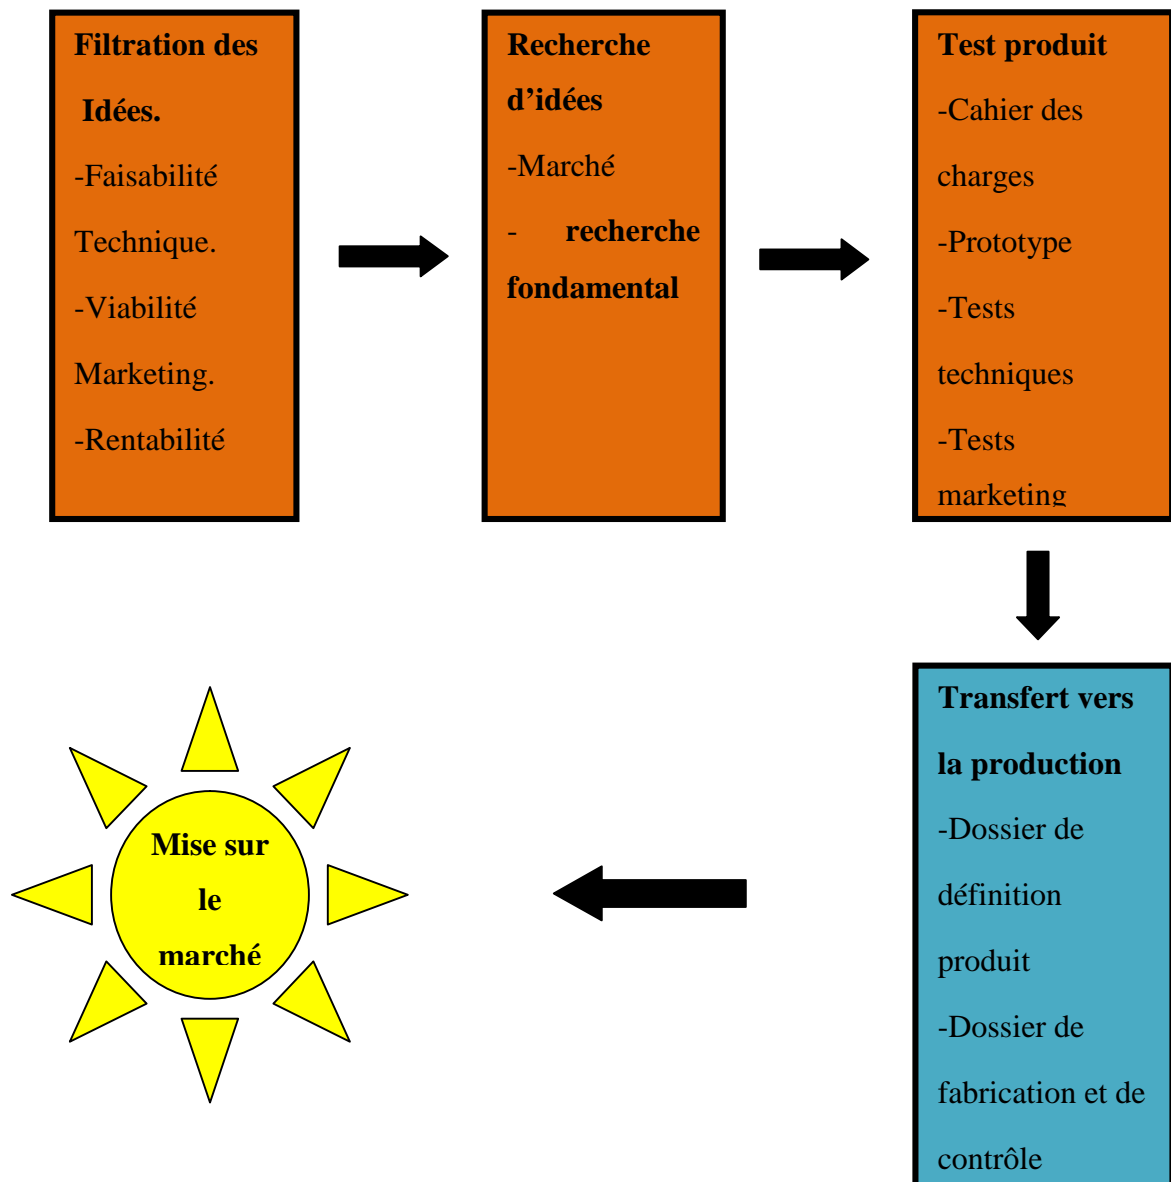 Filtration des
Idées.
-Faisabilité
Technique.
-Viabilité
Marketing.
-Rentabilité
Recherche
d’idées
-Marché
- recherche
fondamental
Test produit
-Cahier des
charges
-Prototype
-Tests
techniques
-Tests
marketing
Transfert vers
la production
-Dossier de
définition
produit
-Dossier de
fabrication et de
contrôle
Mise sur
le
marché